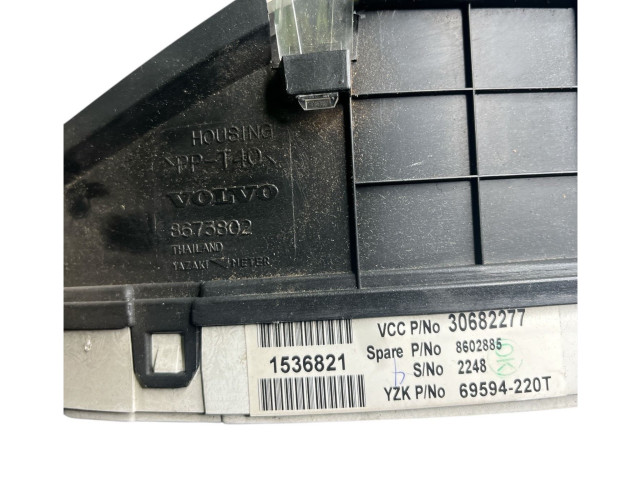 HOUSING
>PP-T40<
VOLVO
8673802
THAILAND
YAZAKI METER
1536821
VCC P/No 30682277
Spare P/No 8602885
S/No 2248
YZK P/No 69594-220T
OK